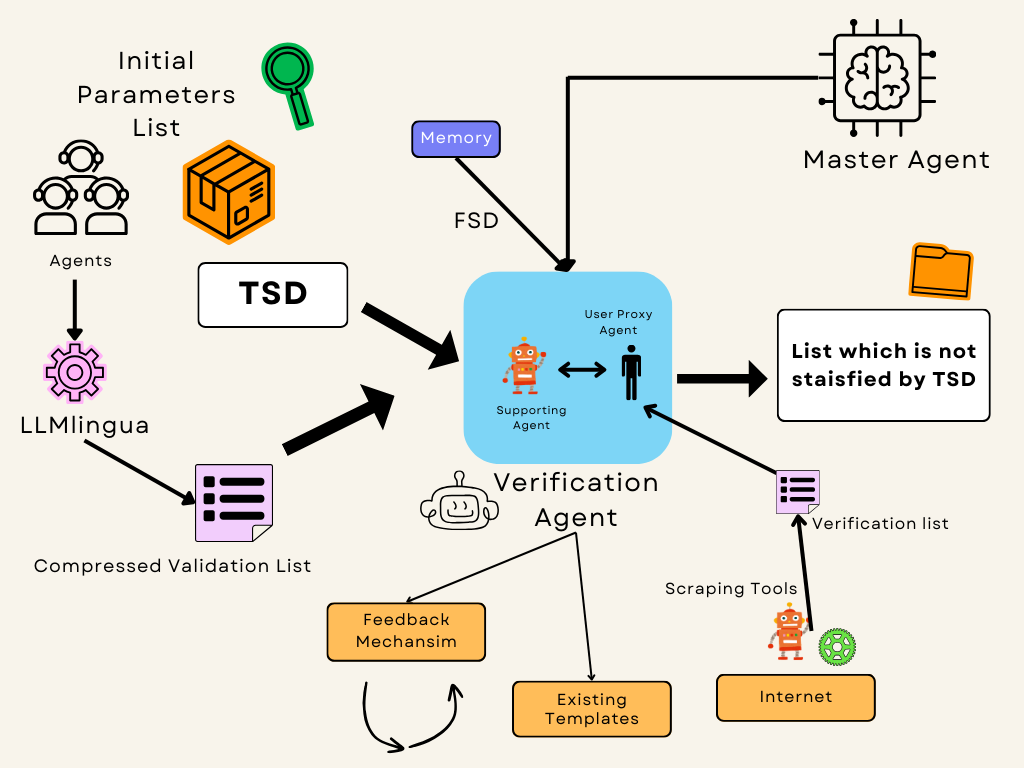 Initial
Parameters
List
Agents
LLMlingua
Compressed Validation List
TSD
Memory
FSD
Master Agent
User Proxy
Agent
Supporting
Agent
Verification
Agent
List which is not
staisfied by TSD
Verification list
Scraping Tools
Internet
Feedback
Mechansim
Existing
Templates